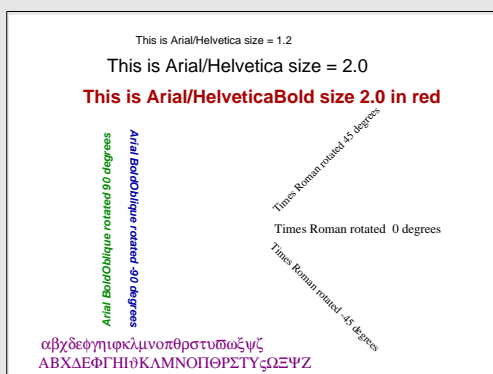 This is Arial/Helvetica size = 1.2
This is Arial/Helvetica size = 2.0
This is Arial/HelveticaBold size 2.0 in red
Arial BoldOblique rotated 90 degrees
Arial BoldOblique rotated -90 degrees
Times Roman rotated 45 degrees
Times Roman rotated  0 degrees
Times Roman rotated -45 degrees
αβχδεφγηιφκλμνοπθρστυϖωξψζ
ΑΒΧΔΕΦΓΗΙϑΚΛΜΝΟΠΘΡΣΤΥςΩΞΨΖ